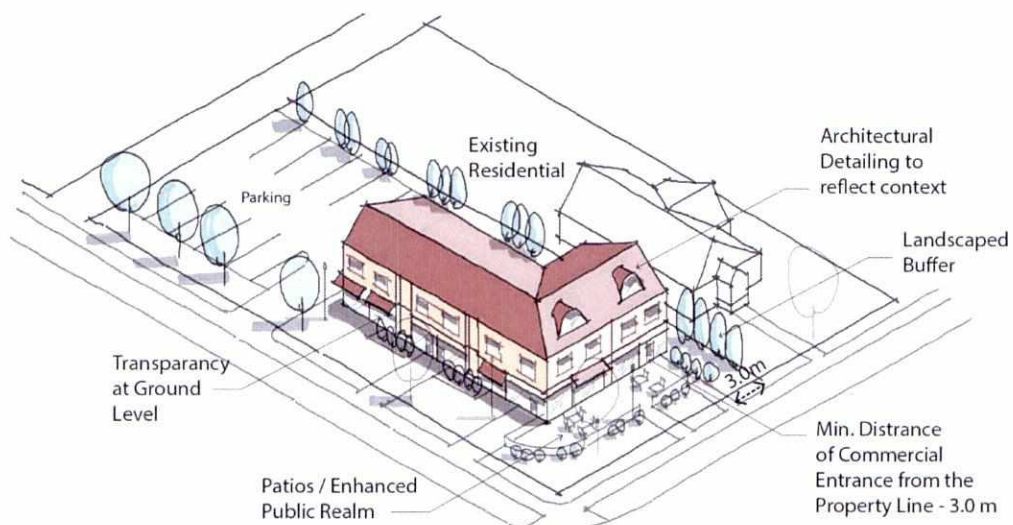 Existing
Residential
Parking
Architectural
Detailing to
reflect context
Landscaped
Buffer
3.0m
Transparancy
at Ground
Level
Min. Distrance
of Commercial
Entrance from the
Property Line - 3.0 m
Patios / Enhanced
Public Realm